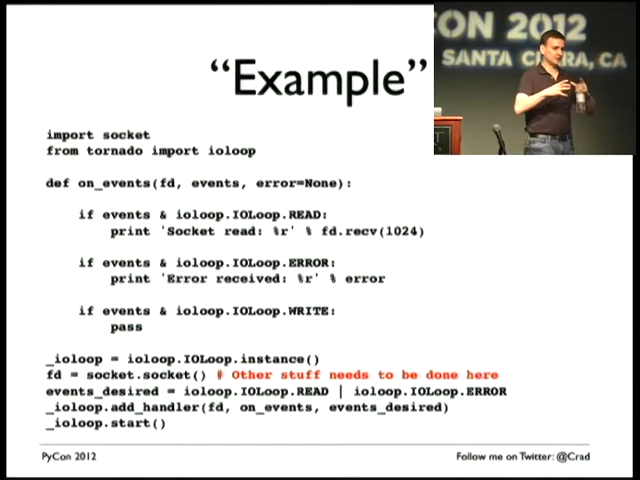 “Example”
CON 2012
SANTA CLARA, CA
import socket
from tornado import ioloop
def on_events(fd, events, error=None):
if events & ioloop.IOLoop.READ:
print 'Socket read: %r' % fd.recv(1024)
if events & ioloop.IOLoop.ERROR:
print 'Error received: %r' % error
if events & ioloop.IOLoop.WRITE:
pass
_ioloop = ioloop.IOLoop.instance()
fd = socket.socket() # Other stuff needs to be done here
events_desired = ioloop.IOLoop.READ | ioloop.IOLoop.ERROR
_ioloop.add_handler(fd, on_events, events_desired)
_ioloop.start()
PyCon 2012
Follow me on Twitter: @Crad